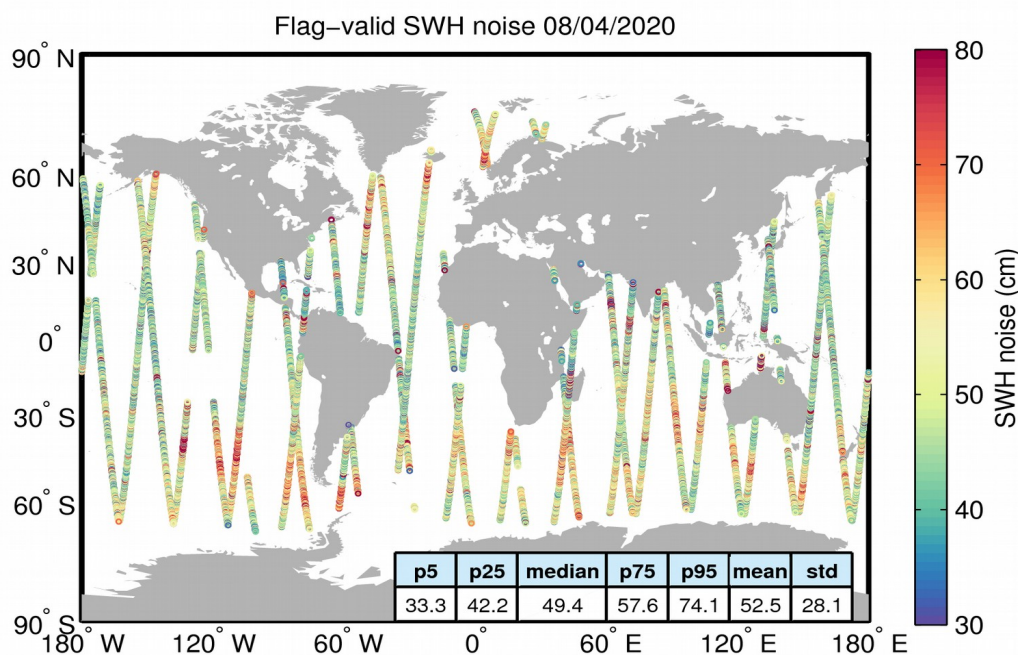 Flag−valid SWH noise 08/04/2020
90° N
60° N
30° N
0°
30° S
60° S
90° S
180° W
120° W
60° W
0°
60° E
120° E
180° E
80
70
60
50
40
30
SWH noise (cm)
p5 p25 median p75 p95 mean std
33.3 42.2 49.4 57.6 74.1 52.5 28.1